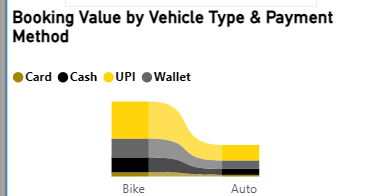 Booking Value by Vehicle Type & Payment
Method
Card Cash UPI Wallet
Bike Auto